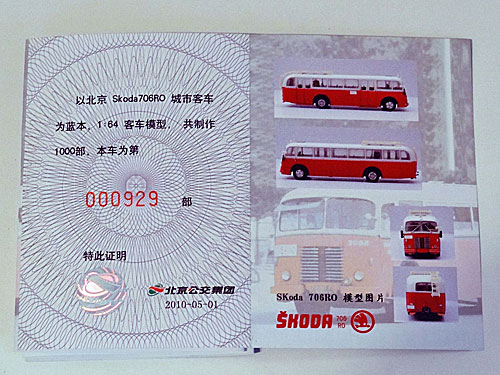 以北京 Skoda706RO 城市客车
为蓝本，1:64 客车模型， 共制作
1000部，本车为第
000929 部
特此证明
北京公交集团
2010-05-01
SKoda 706RO 模型图片
ŠKODA 706 RO